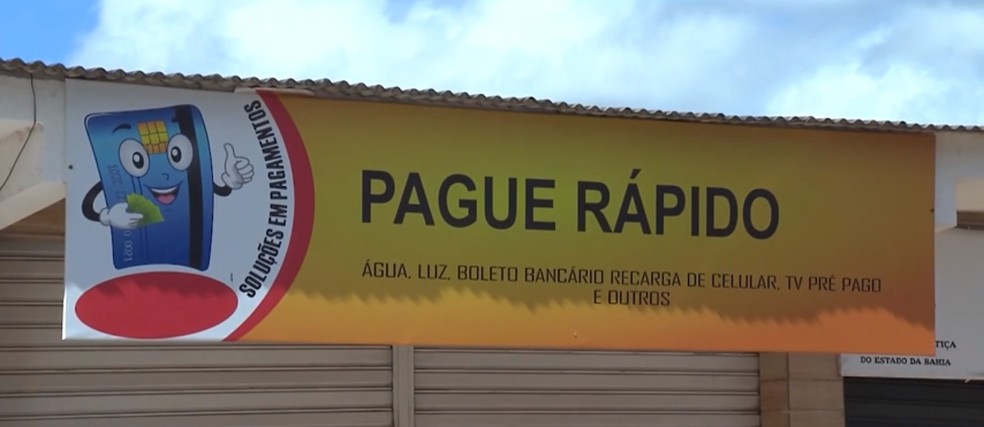 SOLUÇÕES EM PAGAMENTOS
PAGUE RÁPIDO
ÁGUA, LUZ, BOLETO BANCÁRIO RECARGA DE CELULAR, TV PRÉ PAGO
E OUTROS
TIÇA
DO ESTADO DA BAHIA